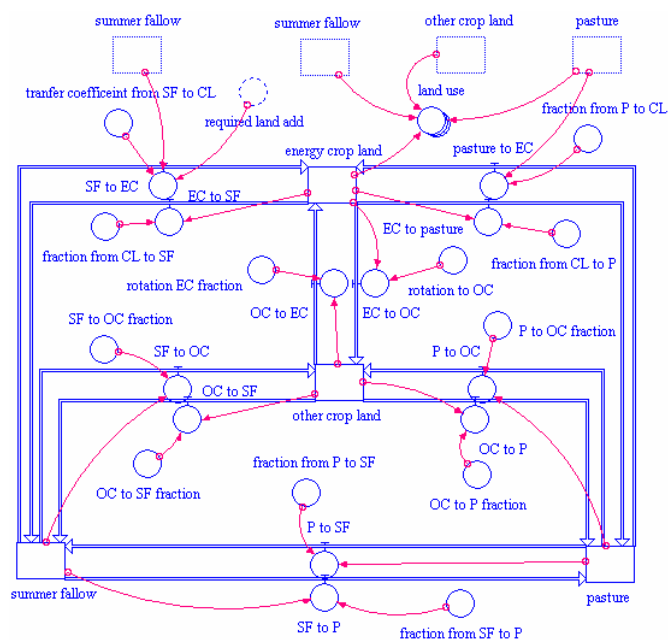 summer fallow
summer fallow
other crop land
pasture
land use
tranfer coefficeint from SF to CL
required land add
fraction from P to CL
energy crop land
pasture to EC
SF to EC
EC to SF
EC to pasture
fraction from CL to SF
fraction from CL to P
rotation EC fraction
rotation to OC
OC to EC
EC to OC
SF to OC fraction
P to OC fraction
SF to OC
P to OC
OC to SF
other crop land
OC to P
fraction from P to SF
OC to SF fraction
OC to P fraction
P to SF
summer fallow
pasture
SF to P
fraction from SF to P